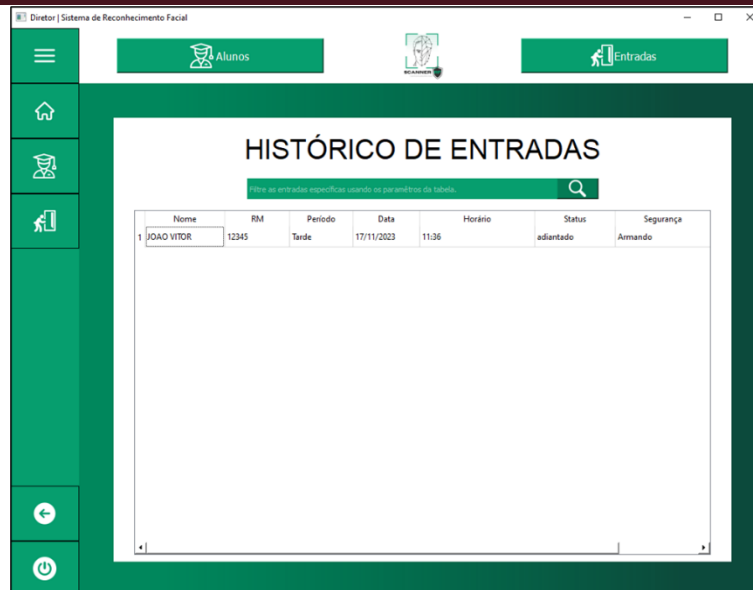 Diretor | Sistema de Reconhecimento Facial
Alunos
SCANNER
Entradas
HISTÓRICO DE ENTRADAS
Filtre as entradas específicas usando os paramêtros da tabela.
Nome RM Período Data Horário Status Segurança
1 JOAO VITOR 12345 Tarde 17/11/2023 11:36 adiantado Armando